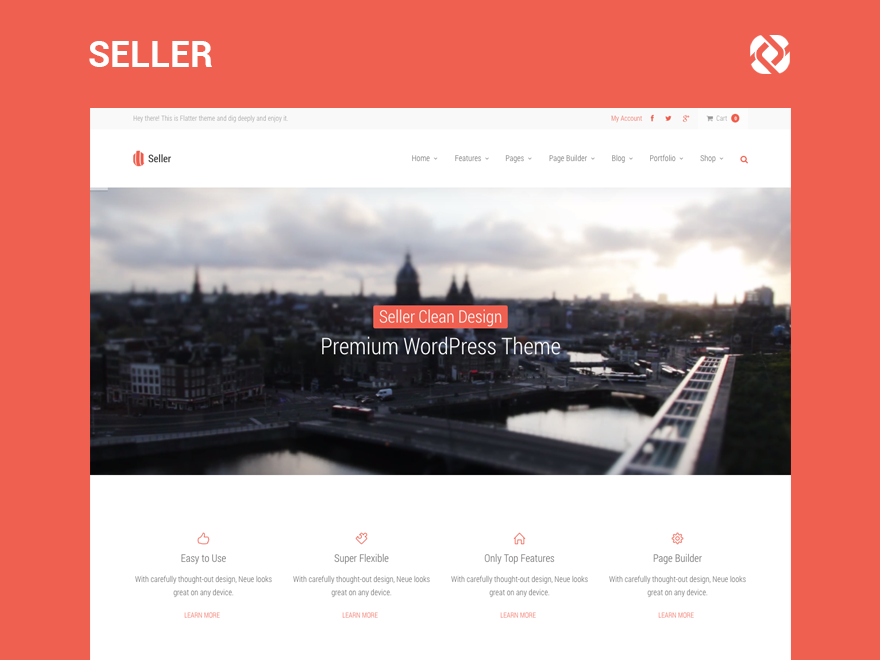 SELLER
Hey there! This is Flatter theme and dig deeply and enjoy it.
My Account
Cart
Seller
Home
Features
Pages
Page Builder
Blog
Portfolio
Shop
Seller Clean Design
Premium WordPress Theme
Easy to Use
With carefully thought-out design, Neue looks
great on any device.
LEARN MORE
Super Flexible
With carefully thought-out design, Neue looks
great on any device.
LEARN MORE
Only Top Features
With carefully thought-out design, Neue looks
great on any device.
LEARN MORE
Page Builder
With carefully thought-out design, Neue looks
great on any device.
LEARN MORE